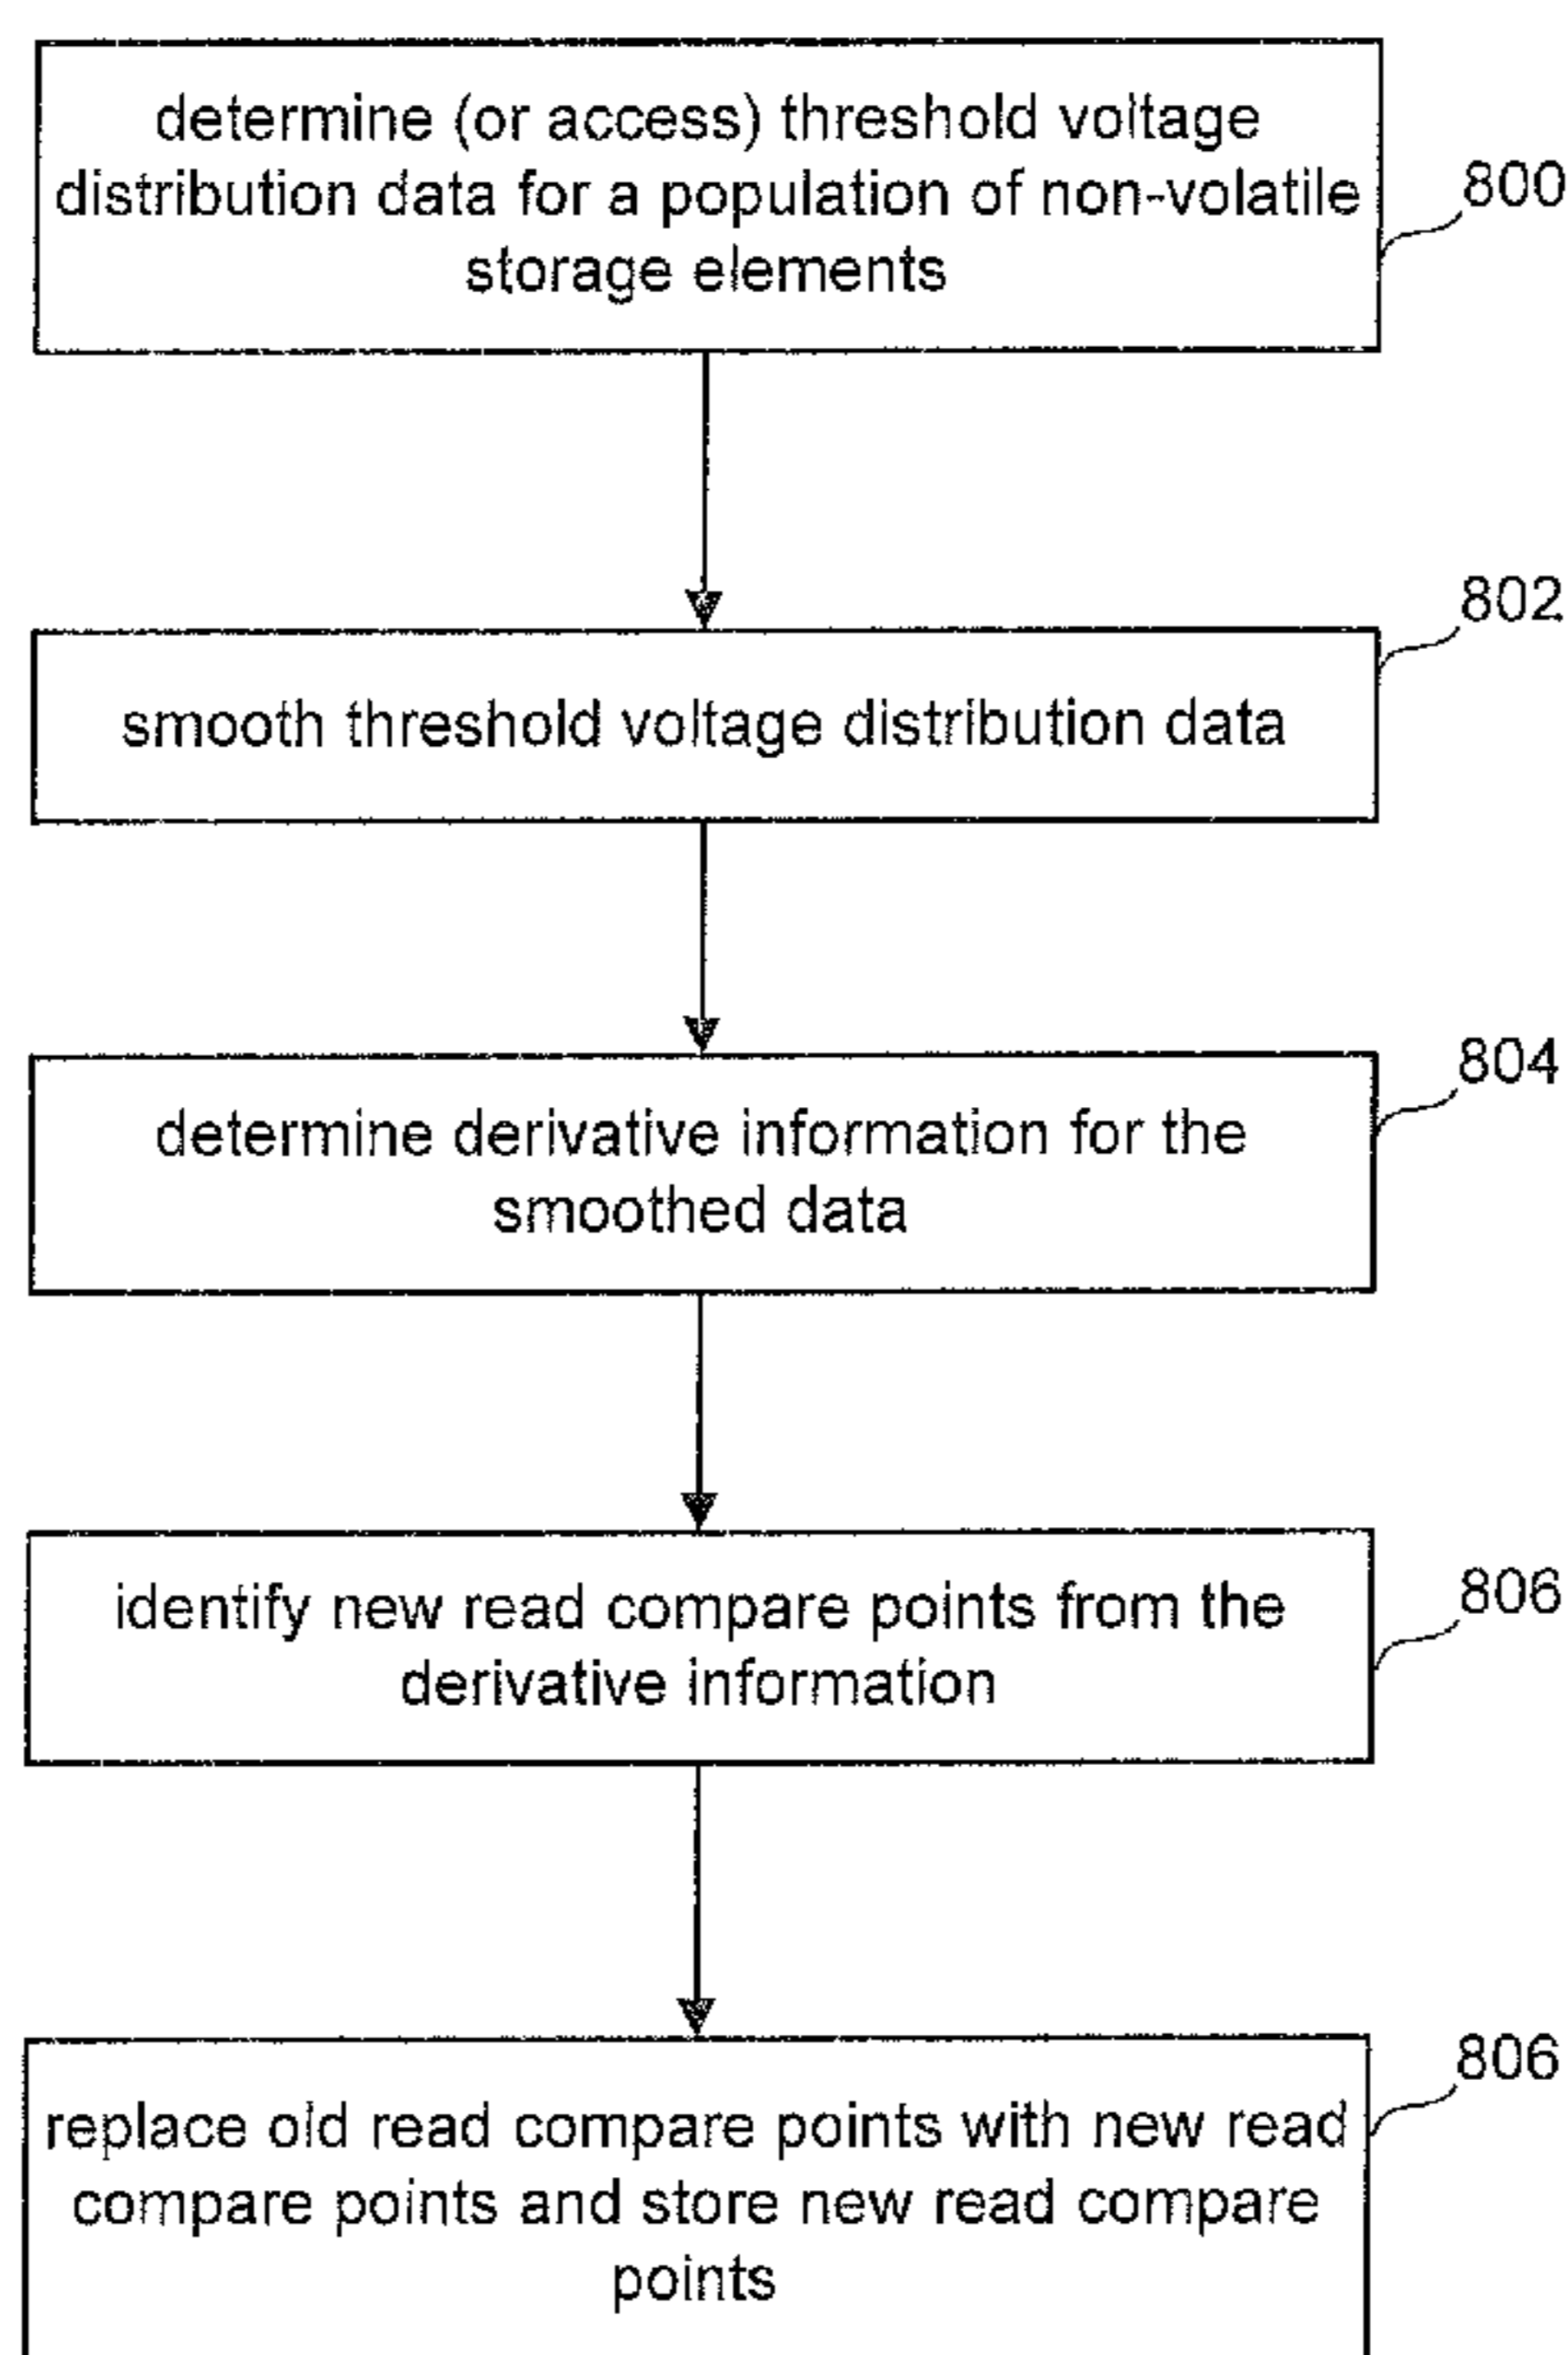 determine (or access) threshold voltage
distribution data for a population of non-volatile
storage elements
800
smooth threshold voltage distribution data
802
determine derivative information for the
smoothed data
804
identify new read compare points from the
derivative information
806
replace old read compare points with new read
compare points and store new read compare
points
806